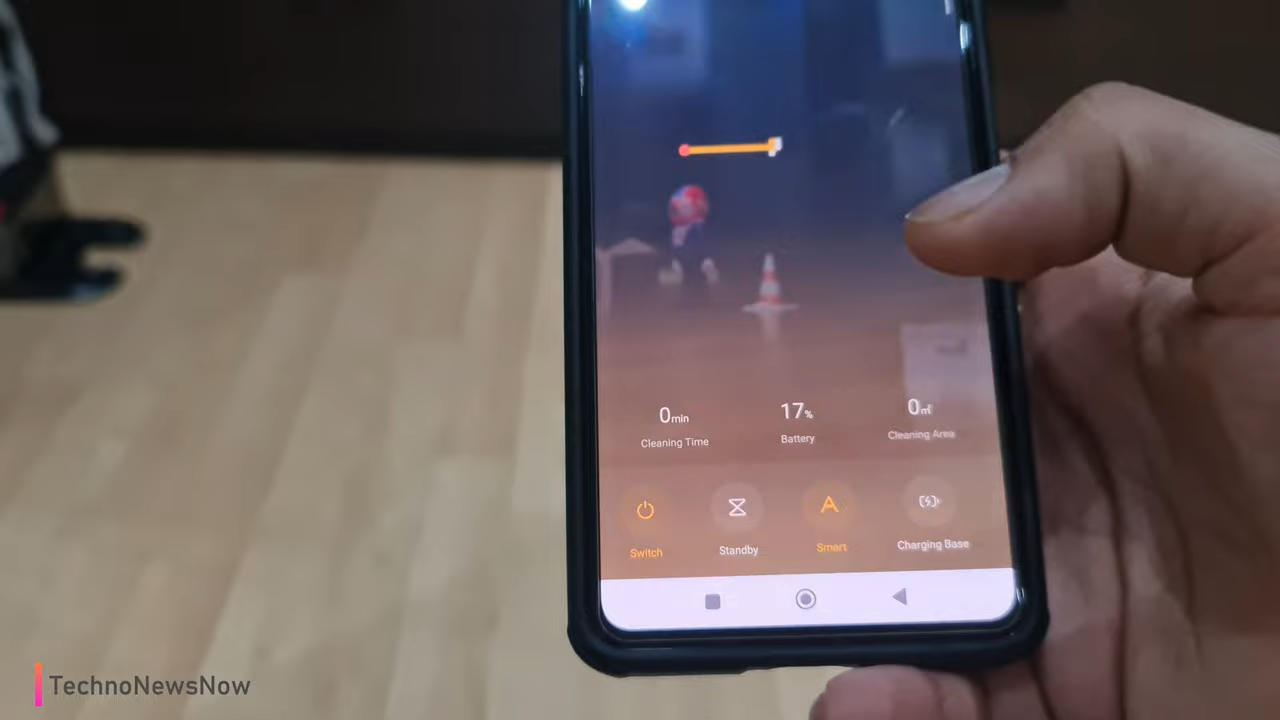 0min
17%
0㎡
Cleaning Time
Battery
Cleaning Area
Switch
Standby
Smart
Charging Base
TechnoNewsNow